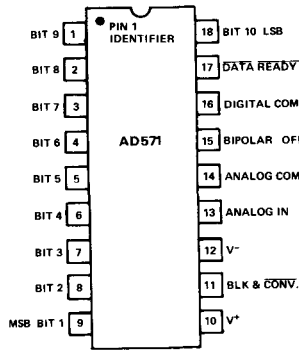 PIN 1
IDENTIFIER
BIT 9 1
18 BIT 10 LSB
BIT 8 2
17 DATA READY
BIT 7 3
16 DIGITAL COM
AD571
BIT 6 4
15 BIPOLAR OF
BIT 5 5
14 ANALOG COM
BIT 4 6
13 ANALOG IN
BIT 3 7
12 V-
BIT 2 8
11 BLK & CONV.
MSB BIT 1 9
10 V+